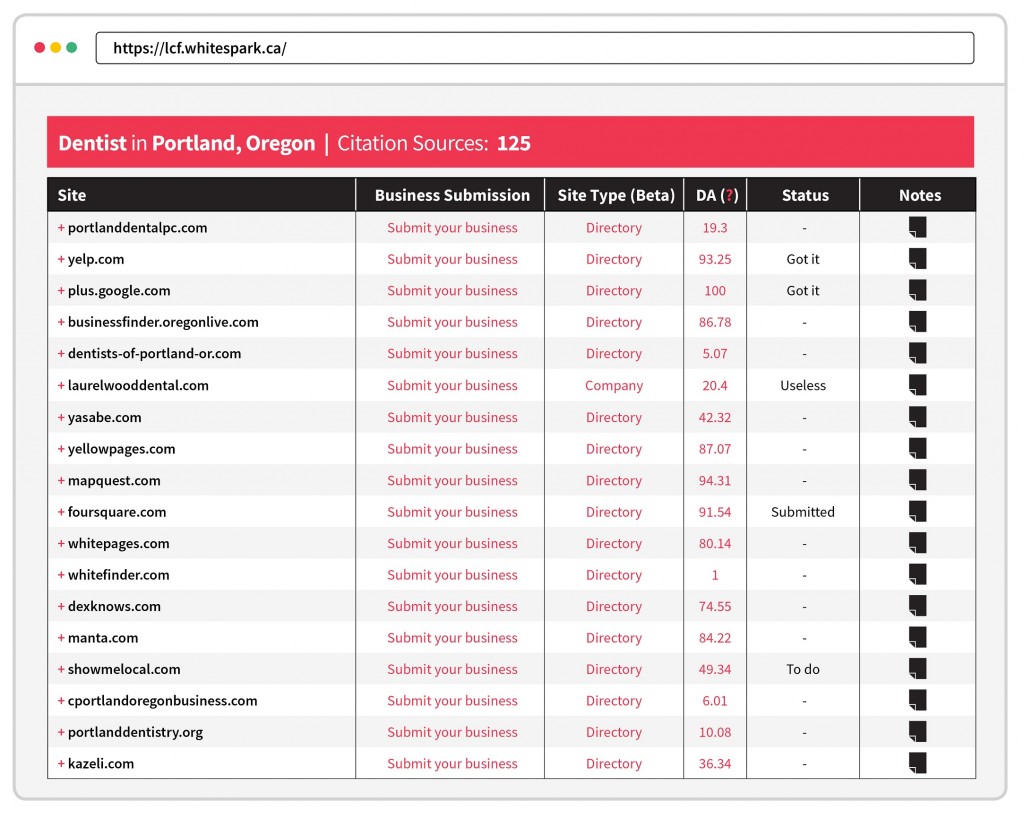 https://lcf.whitespark.ca/
Dentist in Portland, Oregon | Citation Sources: 125
Site Business Submission Site Type (Beta) DA (?) Status Notes
+ portlanddentalpc.com Submit your business Directory 19.3 -
+ yelp.com Submit your business Directory 93.25 Got it
+ plus.google.com Submit your business Directory 100 Got it
+ businessfinder.oregonlive.com Submit your business Directory 86.78 -
+ dentists-of-portland-or.com Submit your business Directory 5.07 -
+ laurelwooddental.com Submit your business Company 20.4 Useless
+ yasabe.com Submit your business Directory 42.32 -
+ yellowpages.com Submit your business Directory 87.07 -
+ mapquest.com Submit your business Directory 94.31 -
+ foursquare.com Submit your business Directory 91.54 Submitted
+ whitepages.com Submit your business Directory 80.14 -
+ whitefinder.com Submit your business Directory 1 -
+ dexknows.com Submit your business Directory 74.55 -
+ manta.com Submit your business Directory 84.22 -
+ showmelocal.com Submit your business Directory 49.34 To do
+ cportlandoregonbusiness.com Submit your business Directory 6.01 -
+ portlanddentistry.org Submit your business Directory 10.08 -
+ kazeli.com Submit your business Directory 36.34 -